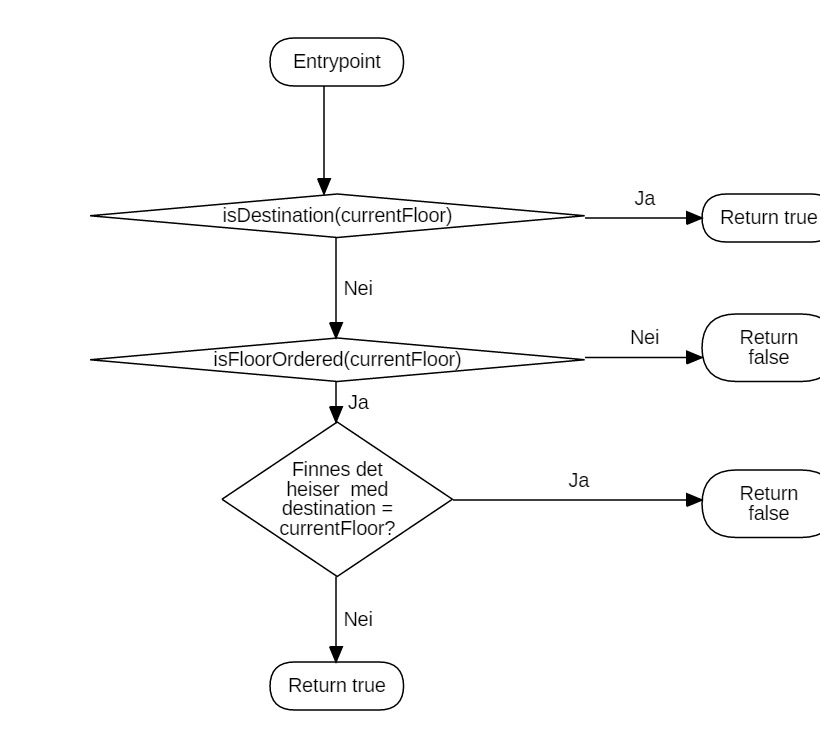 Entrypoint
isDestination(currentFloor)
Ja
Return true
Nei
isFloorOrdered(currentFloor)
Nei
Return
false
Ja
Finnes det
heiser  med
destination =
currentFloor?
Ja
Return
false
Nei
Return true